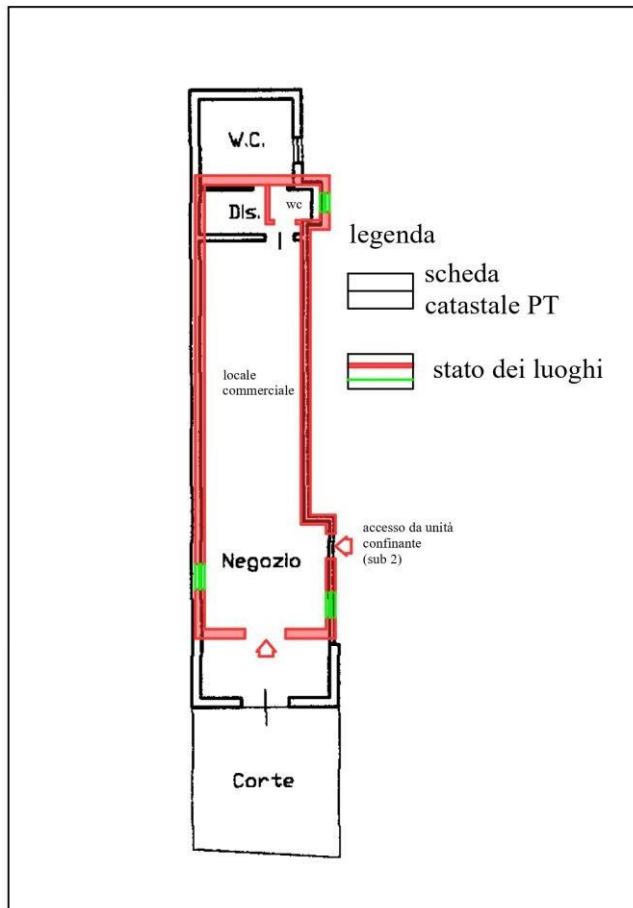 W.C.
Dis.
wc
legenda
scheda
catastale PT
stato dei luoghi
locale
commerciale
accesso da unità
confinante
(sub 2)
Negozio
Corte